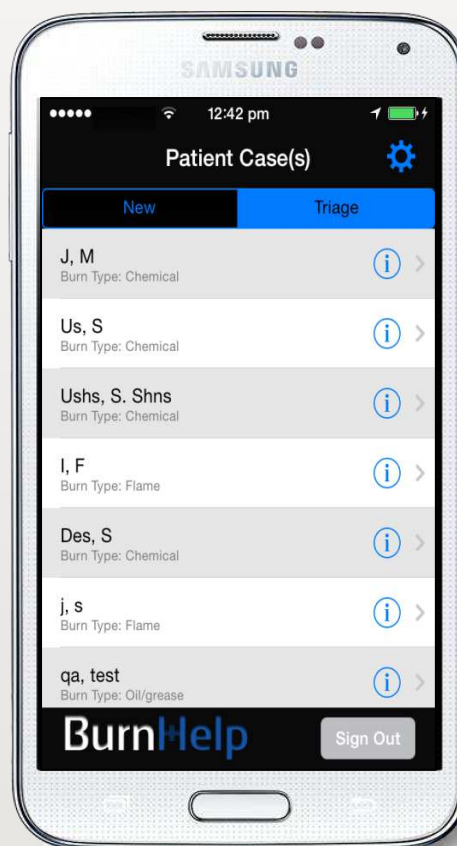 SAMSUNG
12:42 pm
Patient Case(s)
New Triage
J, M
Burn Type: Chemical
Us, S
Burn Type: Chemical
Ushs, S. Shns
Burn Type: Chemical
I, F
Burn Type: Flame
Des, S
Burn Type: Chemical
j, s
Burn Type: Flame
qa, test
Burn Type: Oil/grease
BurnHelp Sign Out